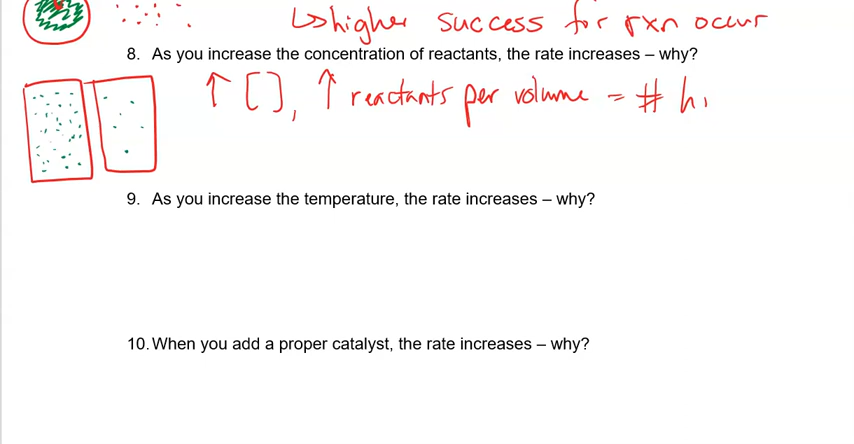 ↳ higher success for rxn occur
8. As you increase the concentration of reactants, the rate increases – why?
↑ [], ↑ reactants per volume = # hi
9. As you increase the temperature, the rate increases – why?
10. When you add a proper catalyst, the rate increases – why?